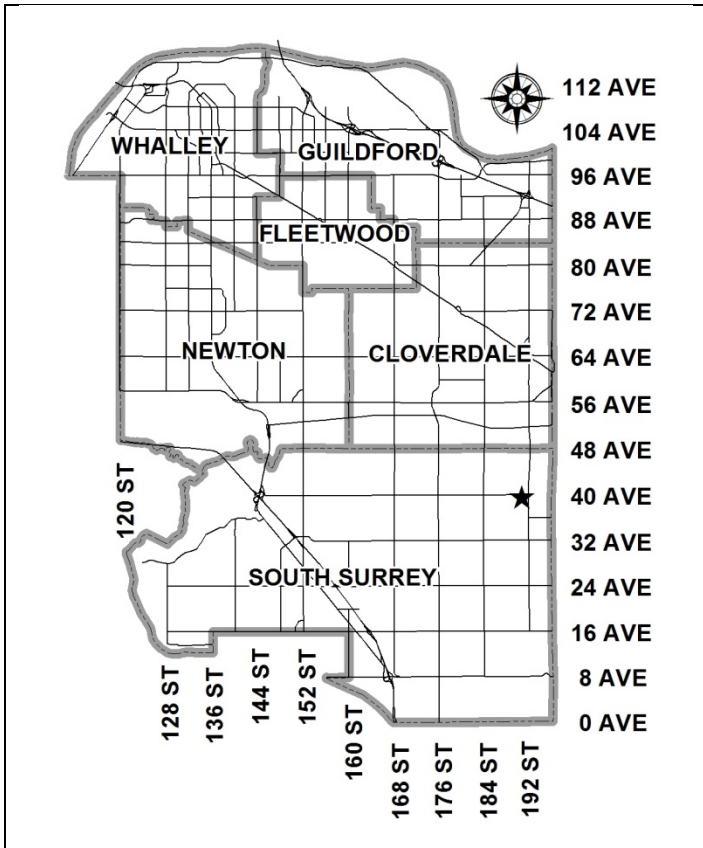 112 AVE
104 AVE
WHALLEY
GUILDFORD
96 AVE
88 AVE
FLEETWOOD
80 AVE
72 AVE
NEWTON
CLOVERDALE
64 AVE
56 AVE
48 AVE
120 ST
40 AVE
32 AVE
SOUTH SURREY
24 AVE
16 AVE
8 AVE
0 AVE
128 ST
136 ST
144 ST
152 ST
160 ST
168 ST
176 ST
184 ST
192 ST